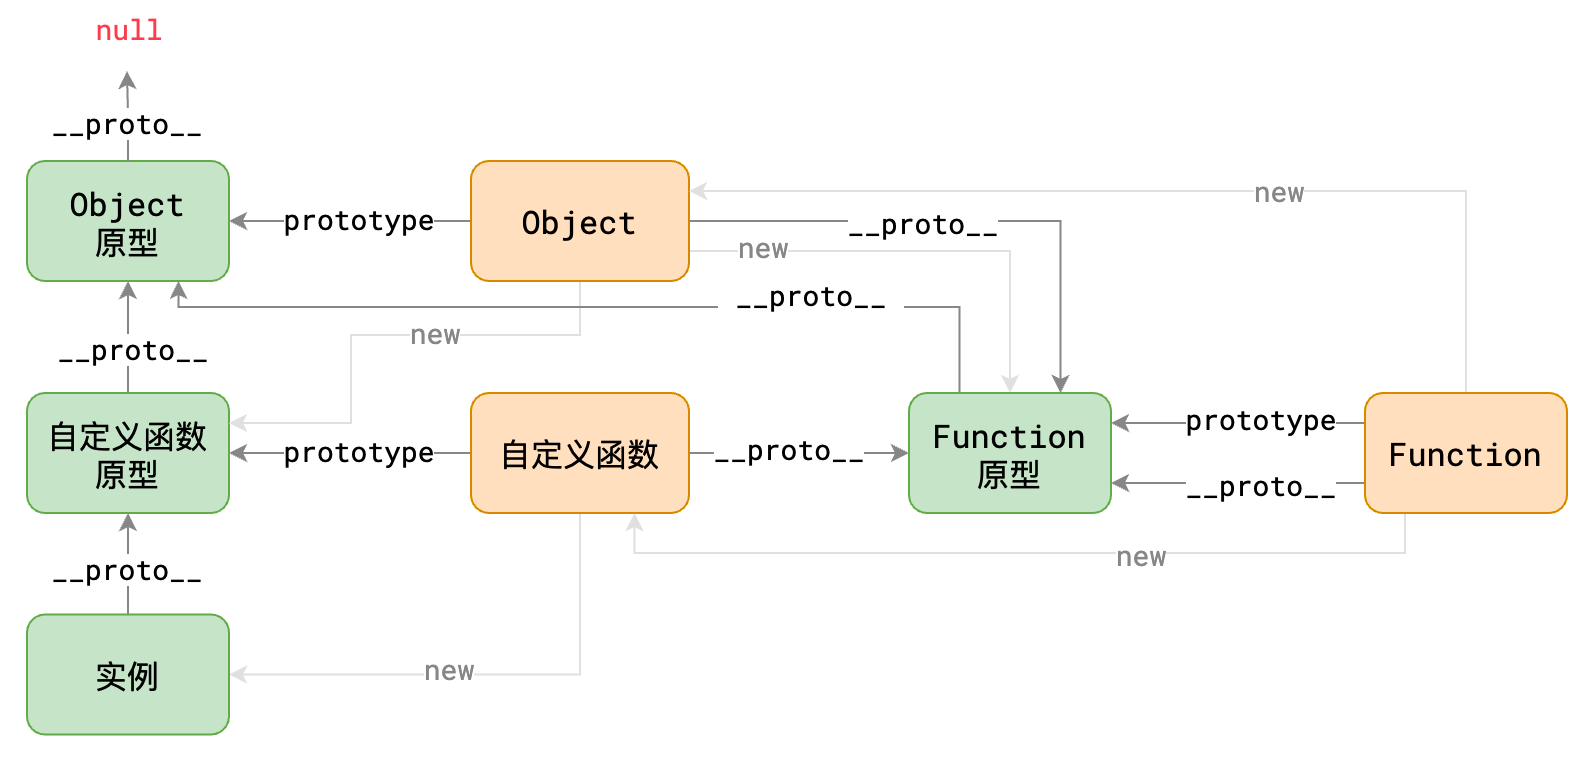 null
__proto__
Object
原型
prototype
Object
__proto__
new
new
__proto__
new
__proto__
自定义函数
原型
prototype
自定义函数
__proto__
Function
原型
prototype
__proto__
Function
new
__proto__
实例
new